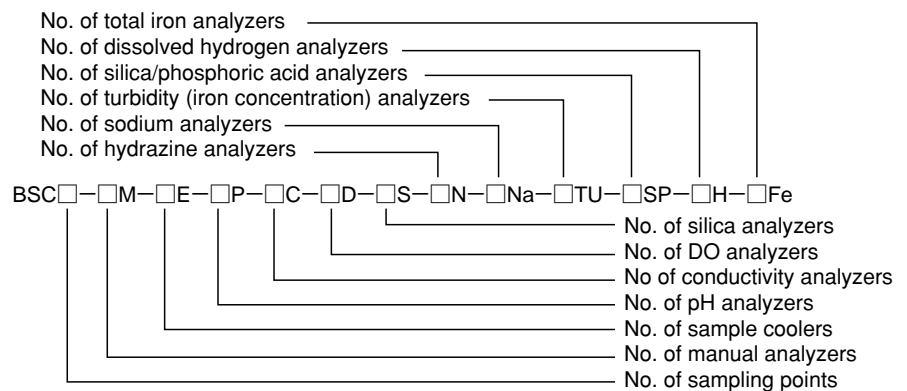 No. of total iron analyzers
No. of dissolved hydrogen analyzers
No. of silica/phosphoric acid analyzers
No. of turbidity (iron concentration) analyzers
No. of sodium analyzers
No. of hydrazine analyzers
BSC□-□M-□E-□P-□C-□D-□S-□N-□Na-□TU-□SP-□H-□Fe
No. of silica analyzers
No. of DO analyzers
No of conductivity analyzers
No. of pH analyzers
No. of sample coolers
No. of manual analyzers
No. of sampling points